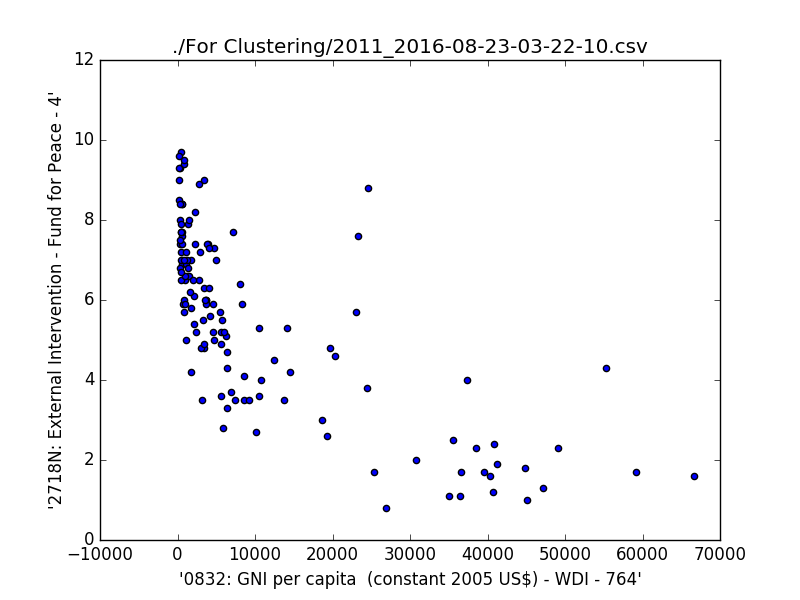 ./For Clustering/2011_2016-08-23-03-22-10.csv
12
10
8
6
4
2
0
'2718N: External Intervention - Fund for Peace - 4'
−10000 0 10000 20000 30000 40000 50000 60000 70000
'0832: GNI per capita  (constant 2005 US$) - WDI - 764'